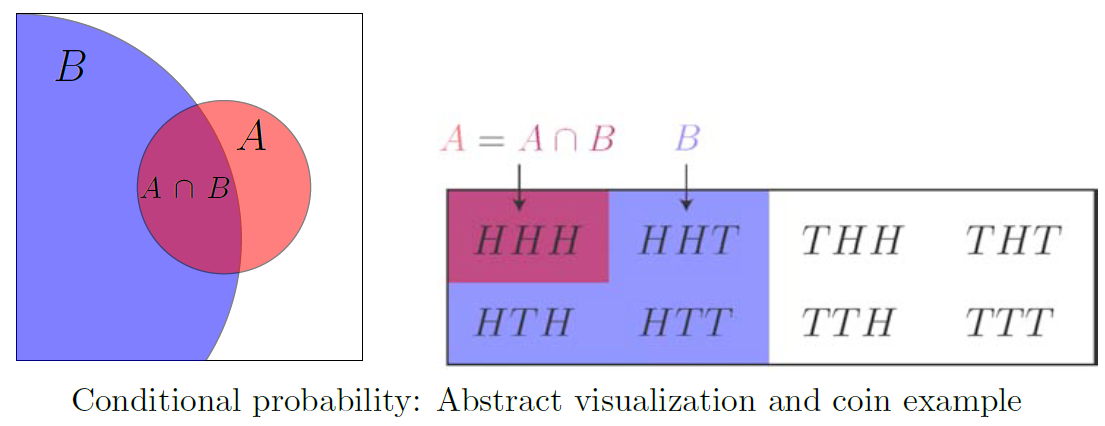 B
A
A ∩ B
A = A ∩ B B
HHH HHT THH THT
HTH HTT TTH TTT
Conditional probability: Abstract visualization and coin example